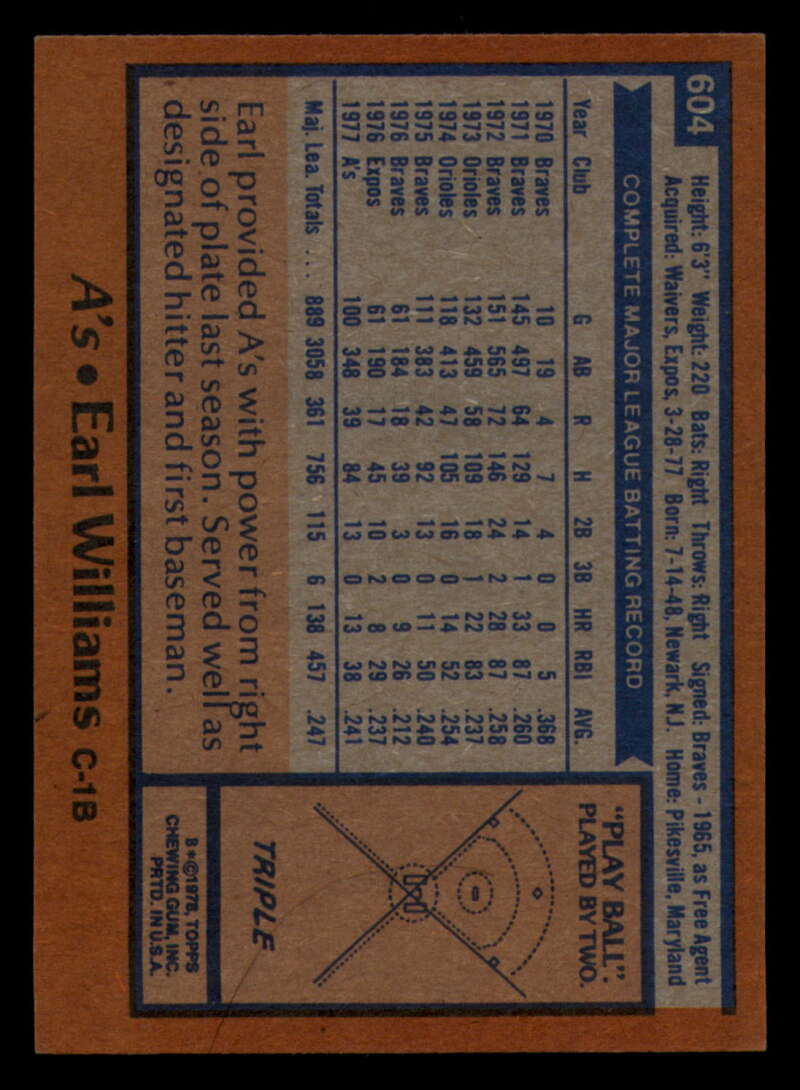 604
Height: 6'3" Weight: 220 Bats: Right Throws: Right Signed: Braves - 1965, as Free Agent
Acquired: Waivers, Expos, 3-28-77 Born: 7-14-48, Newark, N.J. Home: Pikesville, Maryland
COMPLETE MAJOR LEAGUE BATTING RECORD
Year Club G AB R H 2B 3B HR RBI AVG.
1970 Braves 10 19 4 7 4 0 0 5 .368
1971 Braves 145 497 64 129 14 1 33 87 .260
1972 Braves 151 565 72 146 24 2 28 87 .258
1973 Orioles 132 459 58 109 18 1 22 83 .237
1974 Orioles 118 413 47 105 16 0 14 52 .254
1975 Braves 111 383 42 92 13 0 11 50 .240
1976 Braves 61 184 18 39 3 0 9 26 .212
1976 Expos 61 190 17 45 10 2 8 29 .237
1977 A's 100 348 39 84 13 0 13 38 .241
Maj. Lea. Totals ... 889 3058 361 756 115 6 138 457 .247
Earl provided A's with power from right
side of plate last season. Served well as
designated hitter and first baseman.
"PLAY BALL":
PLAYED BY TWO.
TRIPLE
B*©1978, TOPPS
CHEWING GUM, INC.
PRTD. IN U.S.A.
A's • Earl Williams C-1B